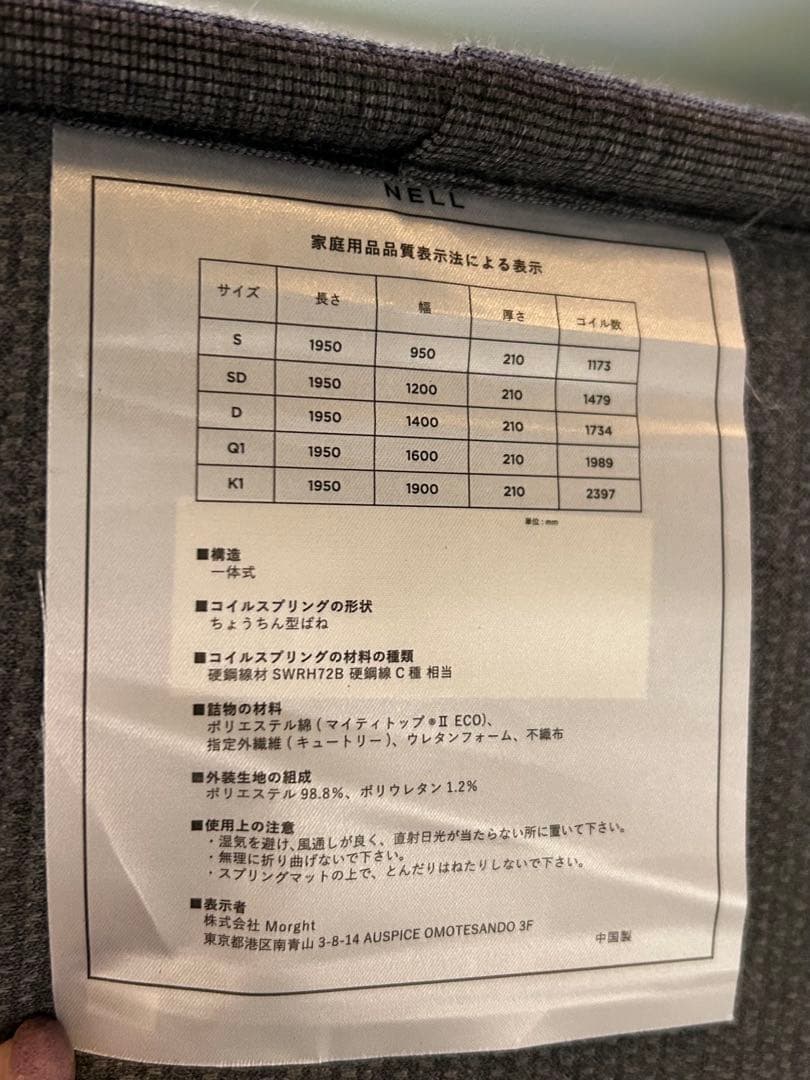 NELL
家庭用品品質表示法による表示
サイズ 長さ 幅 厚さ コイル数
S 1950 950 210 1173
SD 1950 1200 210 1479
D 1950 1400 210 1734
Q1 1950 1600 210 1989
K1 1950 1900 210 2397
単位:mm
■構造
一体式
■コイルスプリングの形状
ちょうちん型ばね
■コイルスプリングの材料の種類
硬鋼線材 SWRH72B 硬鋼線 C 種 相当
■詰物の材料
ポリエステル綿 ( マイティトップ®Ⅱ ECO)、
指定外繊維 ( キュートリー )、ウレタンフォーム、不織布
■外装生地の組成
ポリエステル 98.8%、ポリウレタン 1.2%
■使用上の注意
・湿気を避け、風通しが良く、直射日光が当たらない所に置いて下さい。
・無理に折り曲げないで下さい。
・スプリングマットの上で、とんだりはねたりしないで下さい。
■表示者
株式会社 Morght
東京都港区南青山 3-8-14 AUSPICE OMOTESANDO 3F
中国製